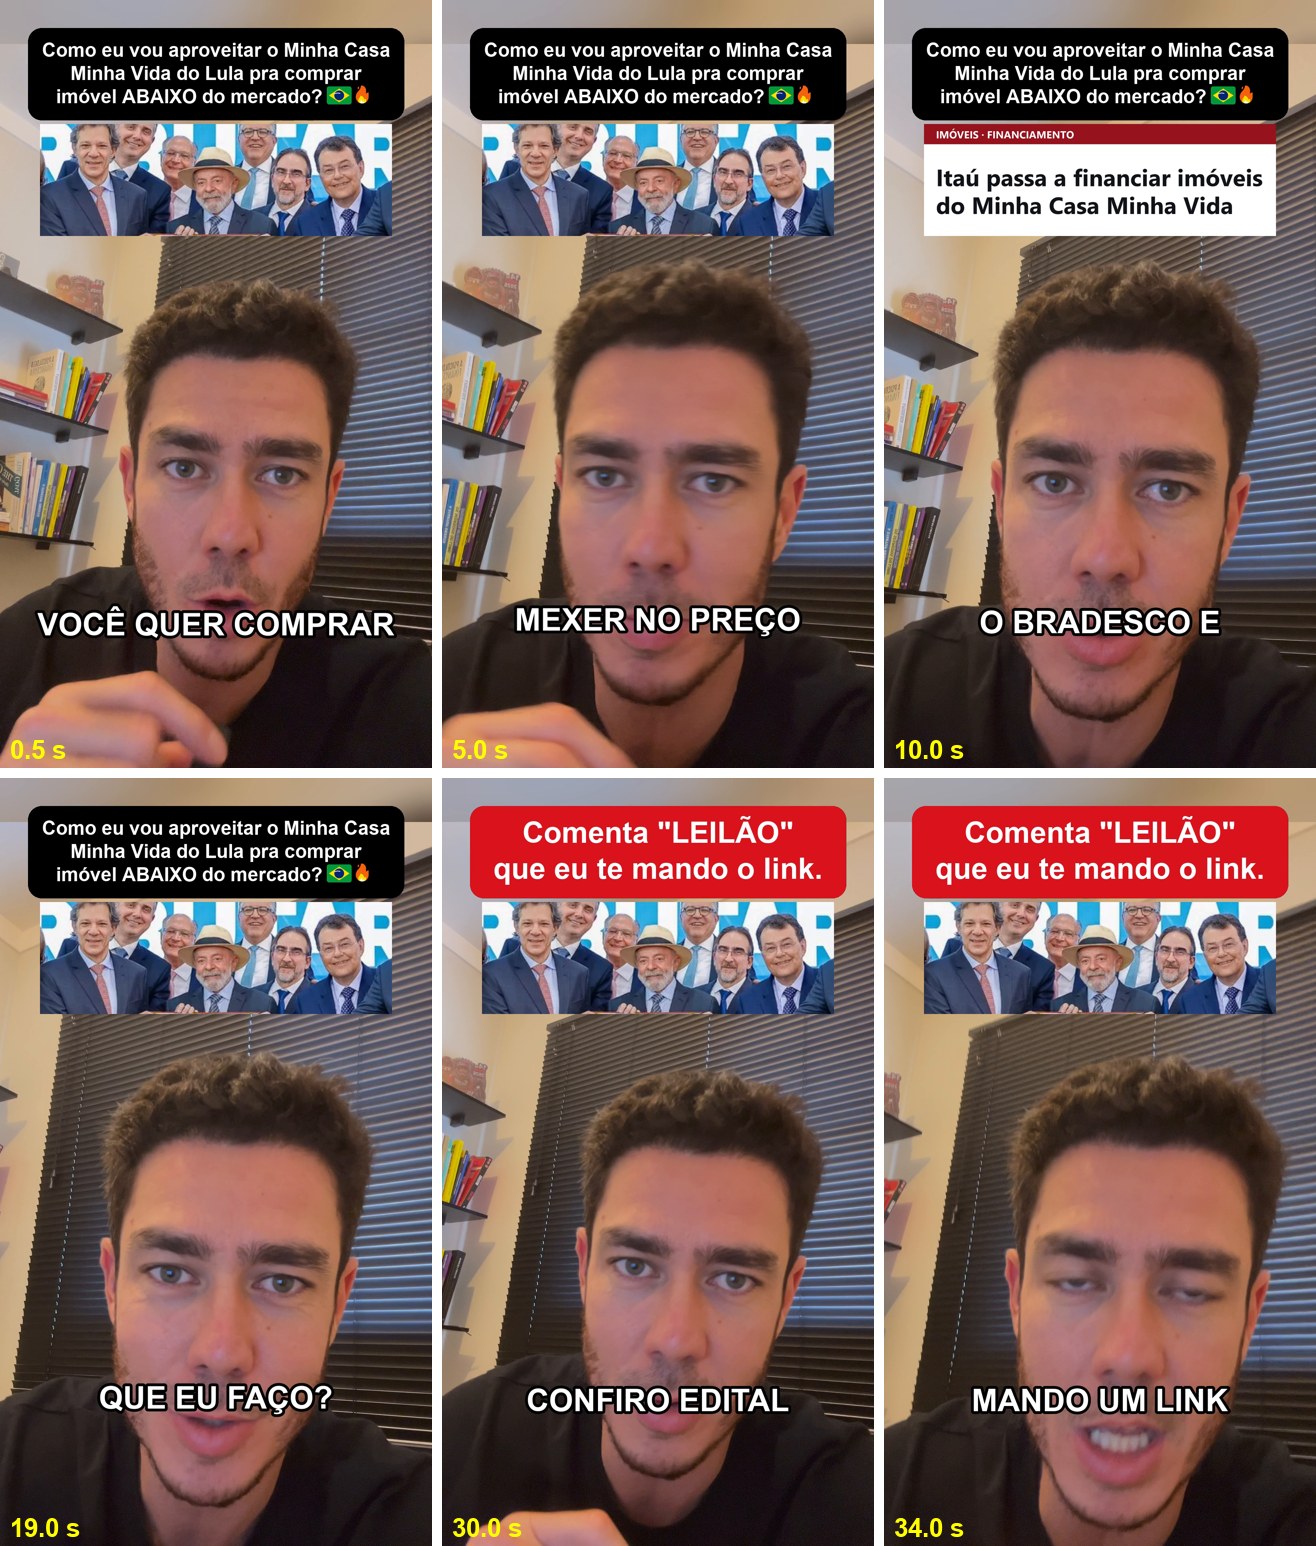 Como eu vou aproveitar o Minha Casa
Minha Vida do Lula pra comprar
imóvel ABAIXO do mercado? 🇧🇷🔥
VOCÊ QUER COMPRAR
0.5 s
Como eu vou aproveitar o Minha Casa
Minha Vida do Lula pra comprar
imóvel ABAIXO do mercado? 🇧🇷🔥
MEXER NO PREÇO
5.0 s
Como eu vou aproveitar o Minha Casa
Minha Vida do Lula pra comprar
imóvel ABAIXO do mercado? 🇧🇷🔥
IMÓVEIS · FINANCIAMENTO
Itaú passa a financiar imóveis
do Minha Casa Minha Vida
O BRADESCO E
10.0 s
Como eu vou aproveitar o Minha Casa
Minha Vida do Lula pra comprar
imóvel ABAIXO do mercado? 🇧🇷🔥
QUE EU FAÇO?
19.0 s
Comenta "LEILÃO"
que eu te mando o link.
CONFIRO EDITAL
30.0 s
Comenta "LEILÃO"
que eu te mando o link.
MANDO UM LINK
34.0 s